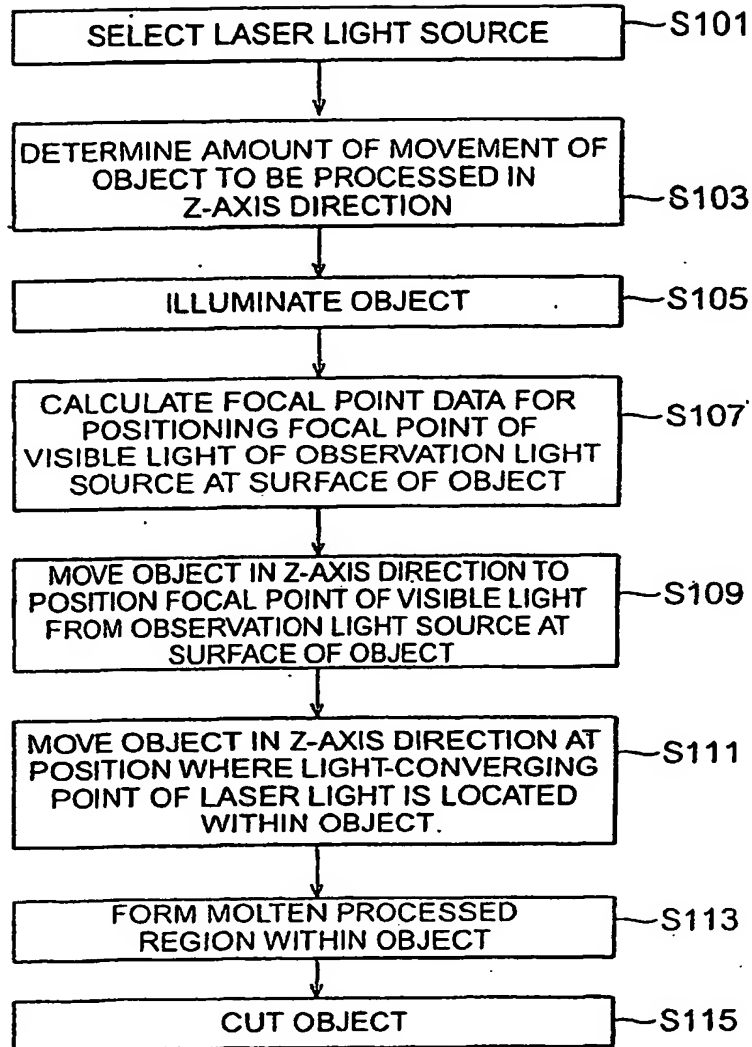 SELECT LASER LIGHT SOURCE
S101
DETERMINE AMOUNT OF MOVEMENT OF
OBJECT TO BE PROCESSED IN
Z-AXIS DIRECTION
S103
ILLUMINATE OBJECT
S105
CALCULATE FOCAL POINT DATA FOR
POSITIONING FOCAL POINT OF
VISIBLE LIGHT OF OBSERVATION LIGHT
SOURCE AT SURFACE OF OBJECT
S107
MOVE OBJECT IN Z-AXIS DIRECTION TO
POSITION FOCAL POINT OF VISIBLE LIGHT
FROM OBSERVATION LIGHT SOURCE AT
SURFACE OF OBJECT
S109
MOVE OBJECT IN Z-AXIS DIRECTION AT
POSITION WHERE LIGHT-CONVERGING
POINT OF LASER LIGHT IS LOCATED
WITHIN OBJECT.
S111
FORM MOLTEN PROCESSED
REGION WITHIN OBJECT
S113
CUT OBJECT
S115